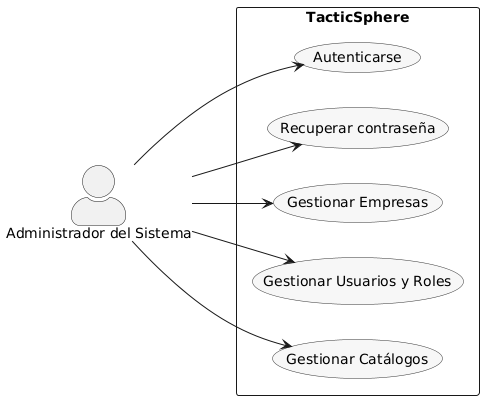 TacticSphere
Autenticarse
Recuperar contraseña
Gestionar Empresas
Administrador del Sistema
Gestionar Usuarios y Roles
Gestionar Catálogos